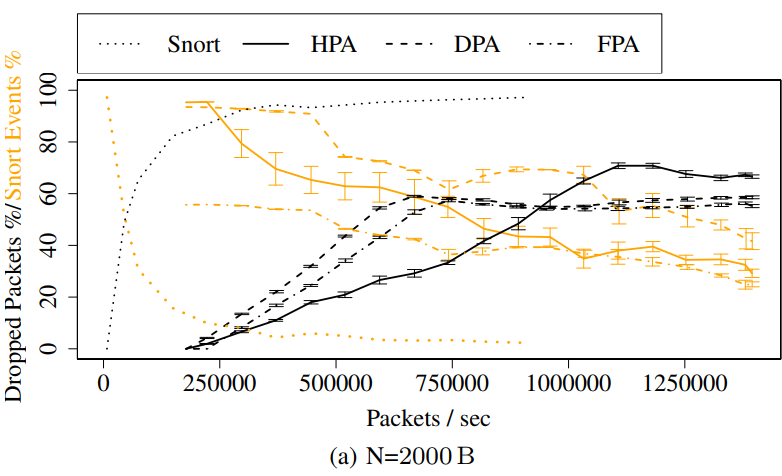 Snort HPA DPA FPA
Dropped Packets %/ Snort Events %
100
80
60
40
20
0
0 250000 500000 750000 1000000 1250000
Packets / sec
(a) N=2000 B